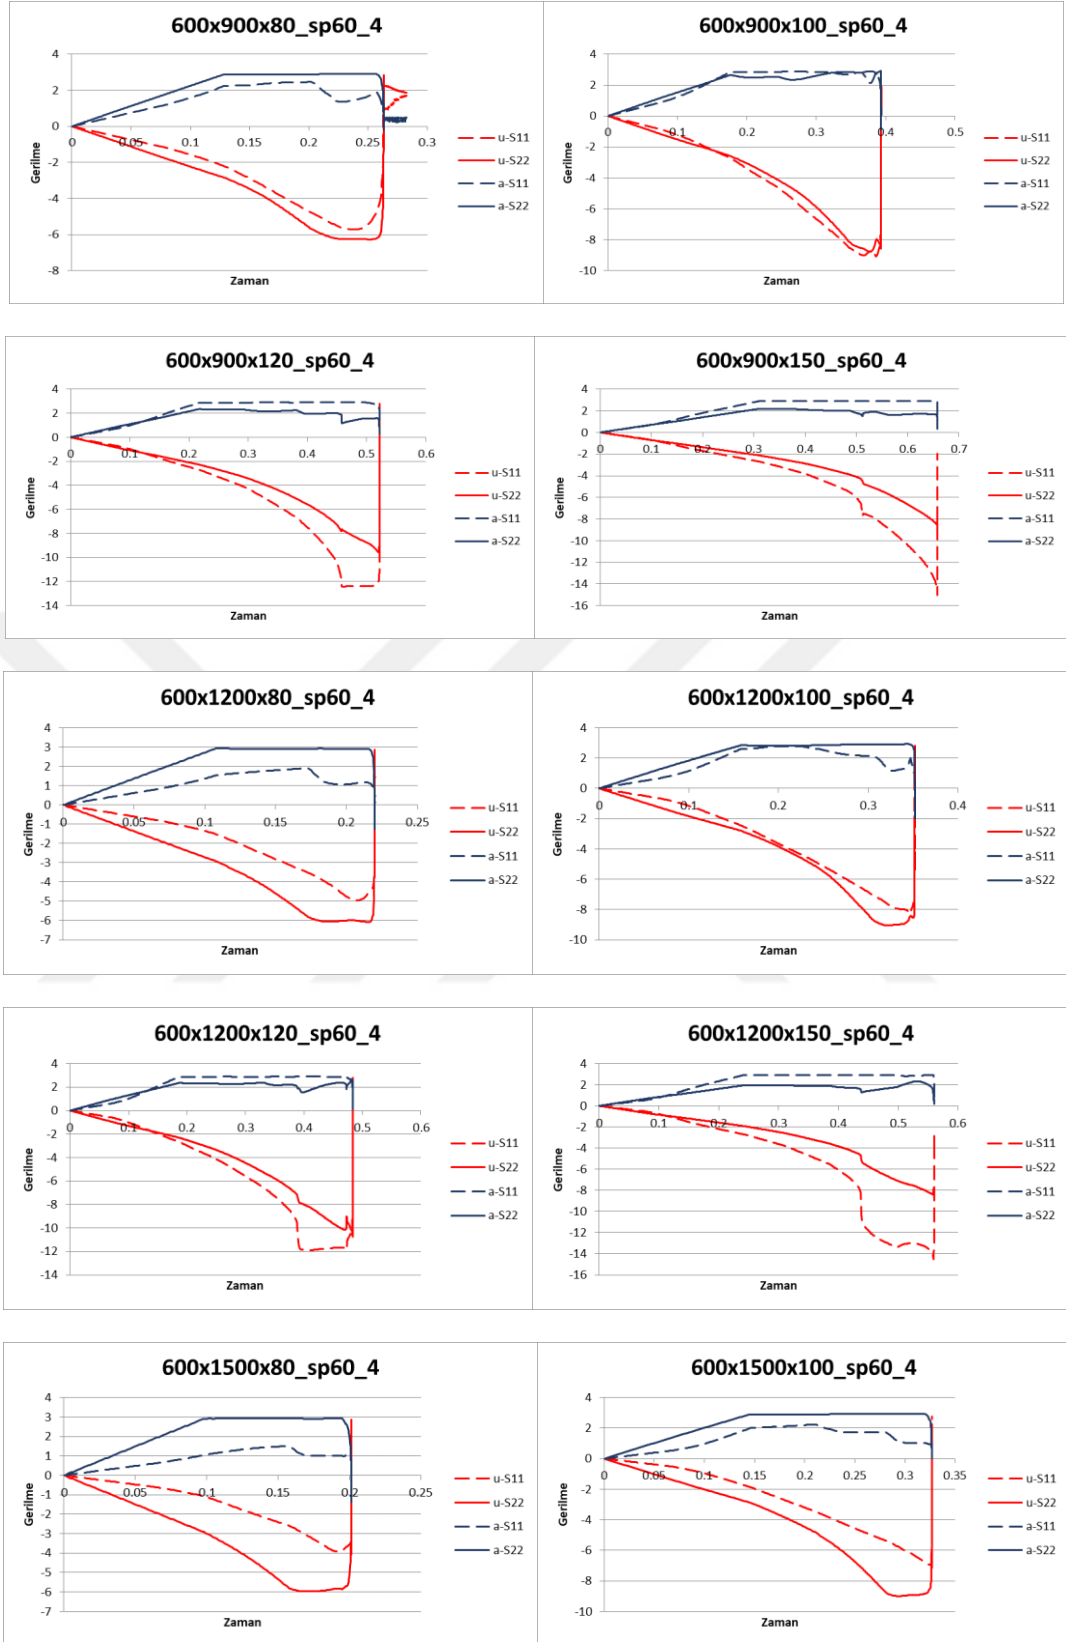 600x900x80_sp60_4
4
2
0
-2
-4
-6
-8
0
0.05
0.1
0.15
0.2
0.25
0.3
Gerilme
Zaman
u-S11
u-S22
a-S11
a-S22
600x900x100_sp60_4
4
2
0
-2
-4
-6
-8
-10
0
0.1
0.2
0.3
0.4
0.5
Gerilme
Zaman
u-S11
u-S22
a-S11
a-S22
600x900x120_sp60_4
4
2
0
-2
-4
-6
-8
-10
-12
-14
0
0.1
0.2
0.3
0.4
0.5
0.6
Gerilme
Zaman
u-S11
u-S22
a-S11
a-S22
600x900x150_sp60_4
4
2
0
-2
-4
-6
-8
-10
-12
-14
-16
0
0.1
0.2
0.3
0.4
0.5
0.6
0.7
Gerilme
Zaman
u-S11
u-S22
a-S11
a-S22
600x1200x80_sp60_4
4
3
2
1
0
-1
-2
-3
-4
-5
-6
-7
0
0.05
0.1
0.15
0.2
0.25
Gerilme
Zaman
u-S11
u-S22
a-S11
a-S22
600x1200x100_sp60_4
4
2
0
-2
-4
-6
-8
-10
0
0.1
0.2
0.3
0.4
Gerilme
Zaman
u-S11
u-S22
a-S11
a-S22
600x1200x120_sp60_4
4
2
0
-2
-4
-6
-8
-10
-12
-14
0
0.1
0.2
0.3
0.4
0.5
0.6
Gerilme
Zaman
u-S11
u-S22
a-S11
a-S22
600x1200x150_sp60_4
4
2
0
-2
-4
-6
-8
-10
-12
-14
-16
0
0.1
0.2
0.3
0.4
0.5
0.6
Gerilme
Zaman
u-S11
u-S22
a-S11
a-S22
600x1500x80_sp60_4
4
3
2
1
0
-1
-2
-3
-4
-5
-6
-7
0
0.05
0.1
0.15
0.2
0.25
Gerilme
Zaman
u-S11
u-S22
a-S11
a-S22
600x1500x100_sp60_4
4
2
0
-2
-4
-6
-8
-10
0
0.05
0.1
0.15
0.2
0.25
0.3
0.35
Gerilme
Zaman
u-S11
u-S22
a-S11
a-S22